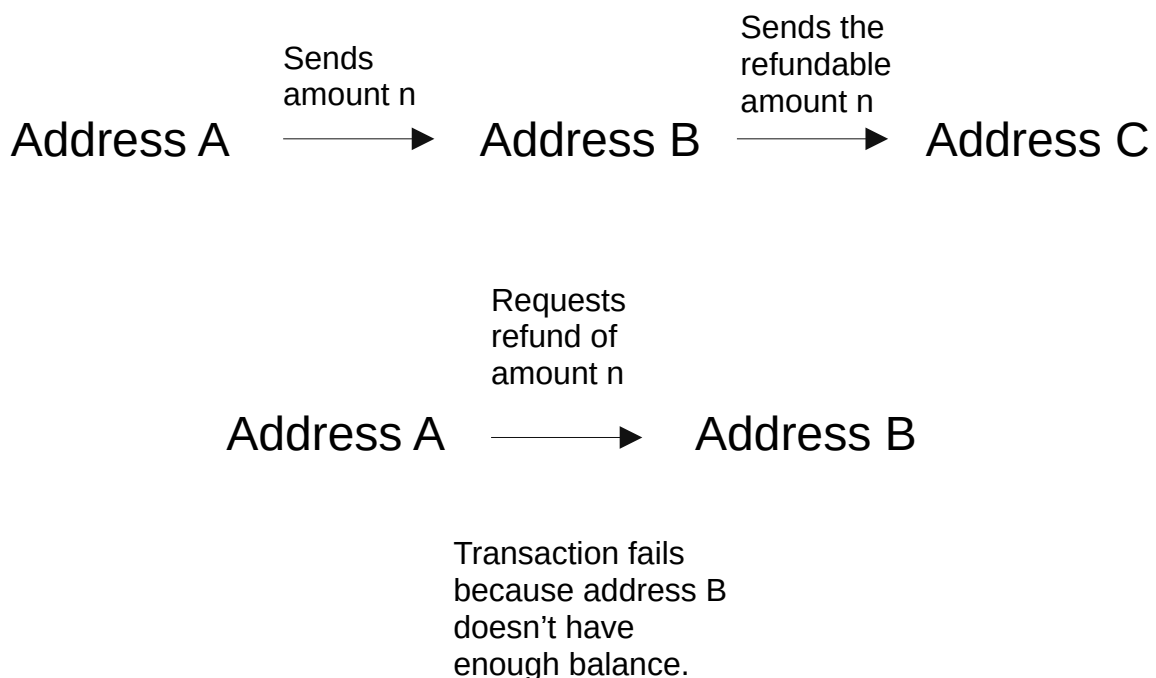 Sends
amount n
Sends the
refundable
amount n
Address A
Address B
Address C
Requests
refund of
amount n
Address A
Address B
Transaction fails
because address B
doesn’t have
enough balance.